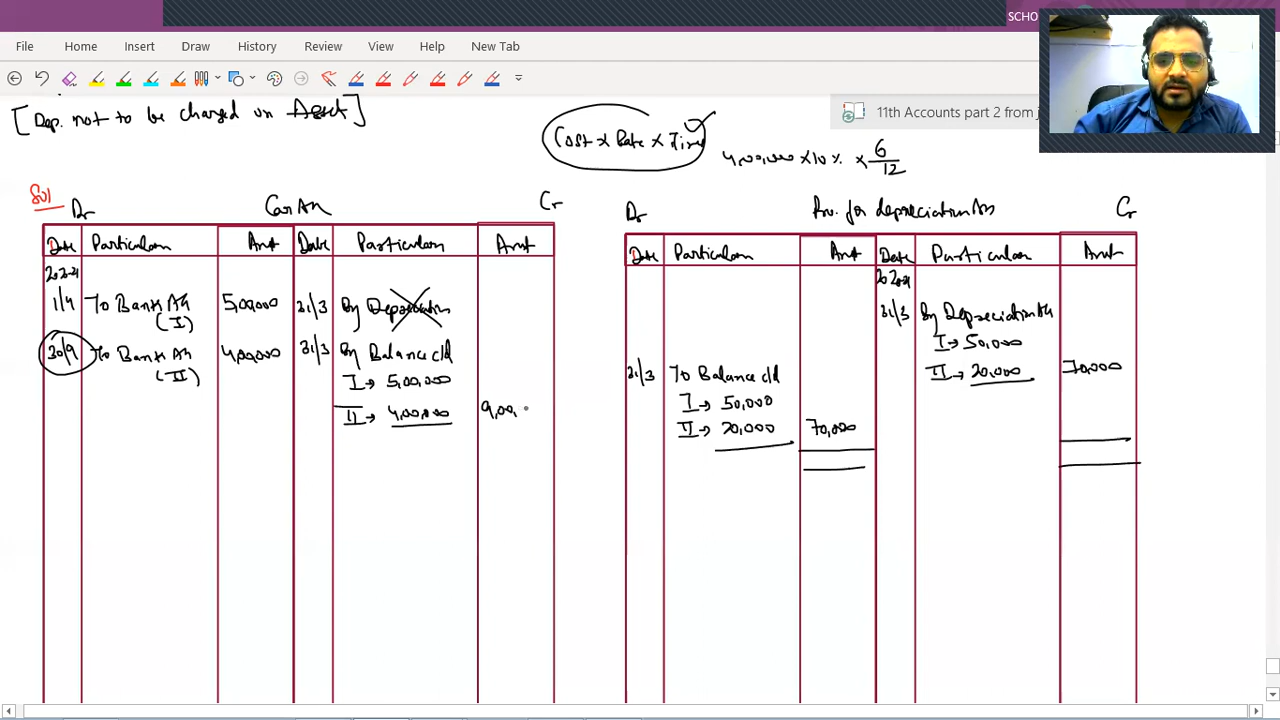 SCHO
File Home Insert Draw History Review View Help New Tab
11th Accounts part 2 from j
[Dep. not to be charged on Asset]
Cost x Rate x Time
4,00,000 x 10% x 6/12
Sol
Dr Car A/c Cr
Date Particulars Amt Date Particulars Amt
2020-21
1/4 To Bank A/c 5,00,000 31/3 By Depreciation
(I)
30/9 To Bank A/c 4,00,000 31/3 By Balance c/d
(II) I → 5,00,000
II → 4,00,000 9,00,
Dr Prov. for depreciation A/c Cr
Date Particulars Amt Date Particulars Amt
2020-21
31/3 By Depreciation A/c
I → 50,000
II → 20,000 70,000
31/3 To Balance c/d
I → 50,000
II → 20,000 70,000